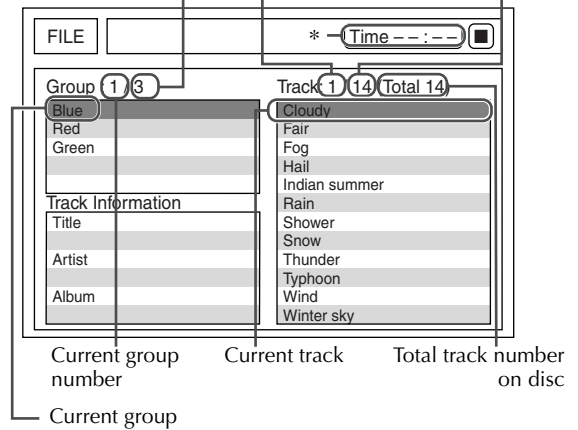 FILE
* Time – – : – –
Group 1 / 3
Blue
Red
Green
Track Information
Title
Artist
Album
Track 1 14 (Total 14)
Cloudy
Fair
Fog
Hail
Indian summer
Rain
Shower
Snow
Thunder
Typhoon
Wind
Winter sky
Current group
number
Current track
Total track number
on disc
Current group